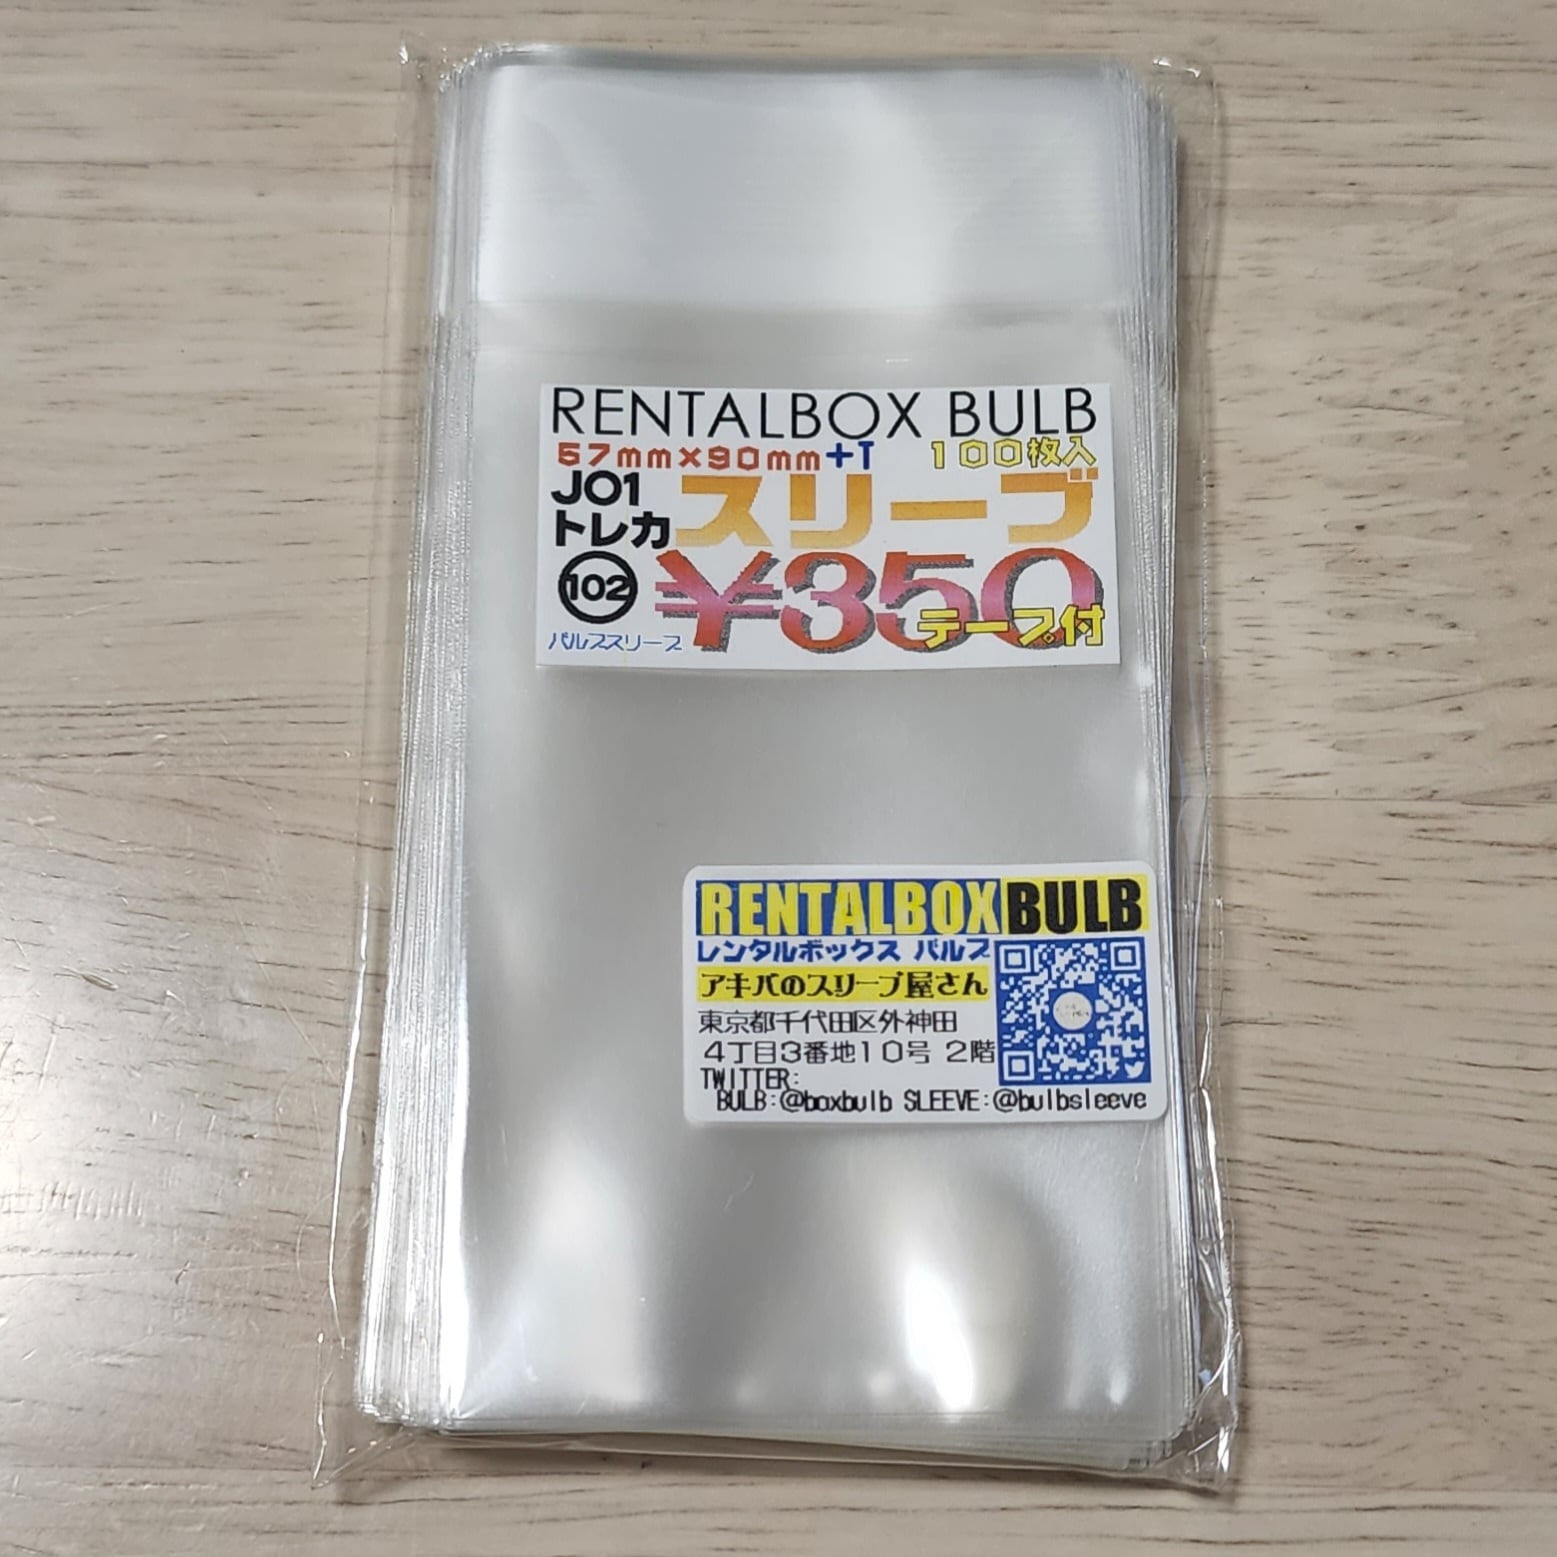 RENTALBOX BULB
57mm×90mm+T 100枚入
JO1
トレカ
スリーブ
102
¥350
テープ付
バルブスリーブ
RENTALBOX BULB
レンタルボックス バルブ
アキバのスリーブ屋さん
東京都千代田区外神田
4丁目3番地10号 2階
TWITTER:
BULB:@boxbulb SLEEVE:@bulbsleeve